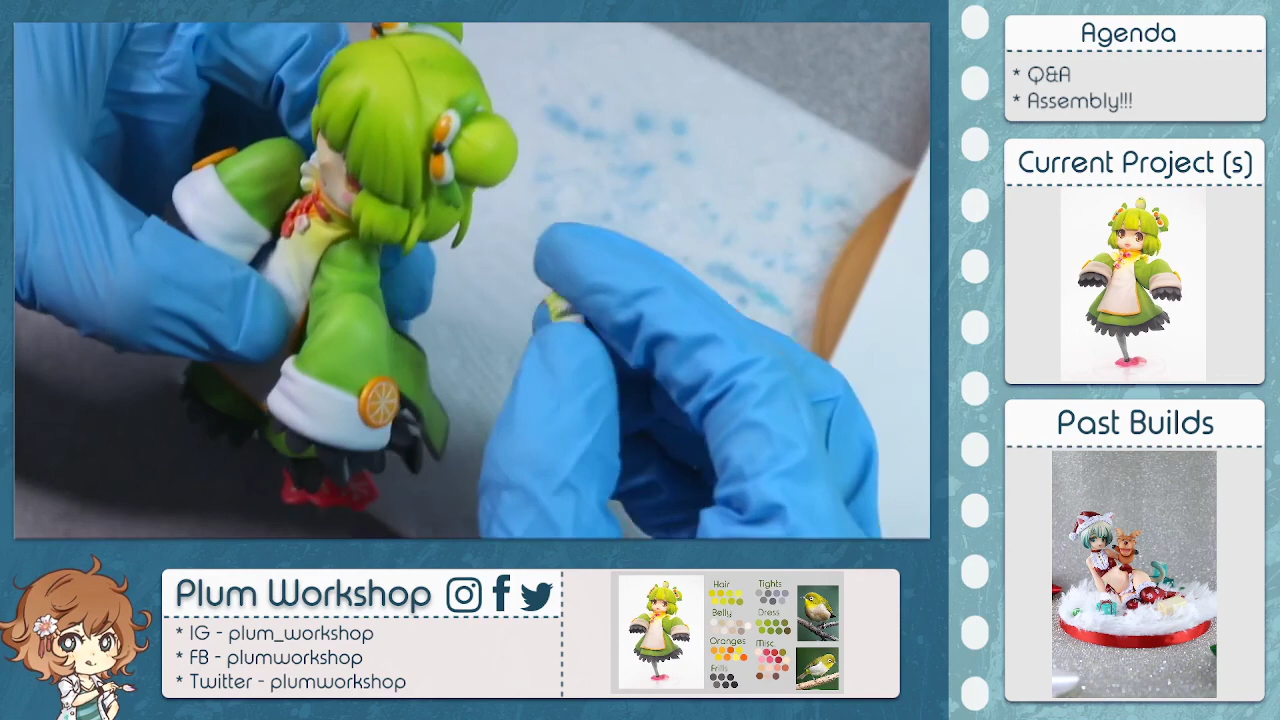 Agenda
* Q&A
* Assembly!!!
Current Project (s)
Past Builds
Plum Workshop
* IG - plum_workshop
* FB - plumworkshop
* Twitter - plumworkshop
Hair
Tights
Belly
Dress
Oranges
Misc.
Frills